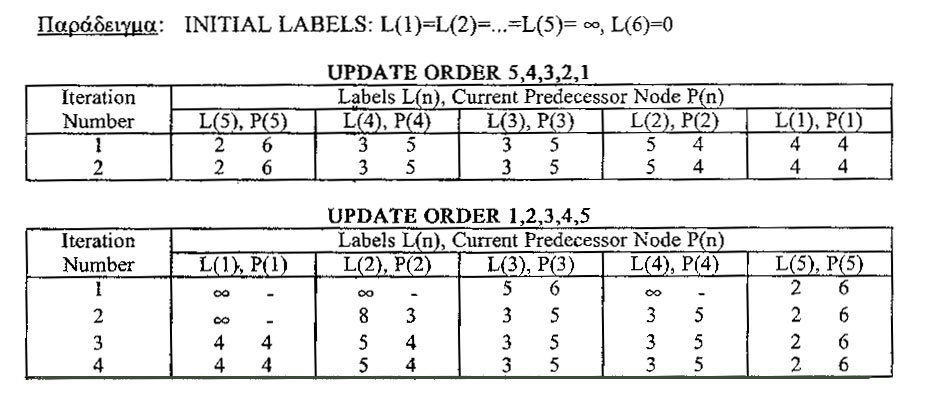 Παράδειγμα: INITIAL LABELS: L(1)=L(2)=...=L(5)= ∞, L(6)=0
UPDATE ORDER 5,4,3,2,1
Iteration Number Labels L(n), Current Predecessor Node P(n)
L(5), P(5) L(4), P(4) L(3), P(3) L(2), P(2) L(1), P(1)
1 2 6 3 5 3 5 5 4 4 4
2 2 6 3 5 3 5 5 4 4 4
UPDATE ORDER 1,2,3,4,5
Iteration Number Labels L(n), Current Predecessor Node P(n)
L(1), P(1) L(2), P(2) L(3), P(3) L(4), P(4) L(5), P(5)
1 ∞ - ∞ - 5 6 ∞ - 2 6
2 ∞ - 8 3 3 5 3 5 2 6
3 4 4 5 4 3 5 3 5 2 6
4 4 4 5 4 3 5 3 5 2 6